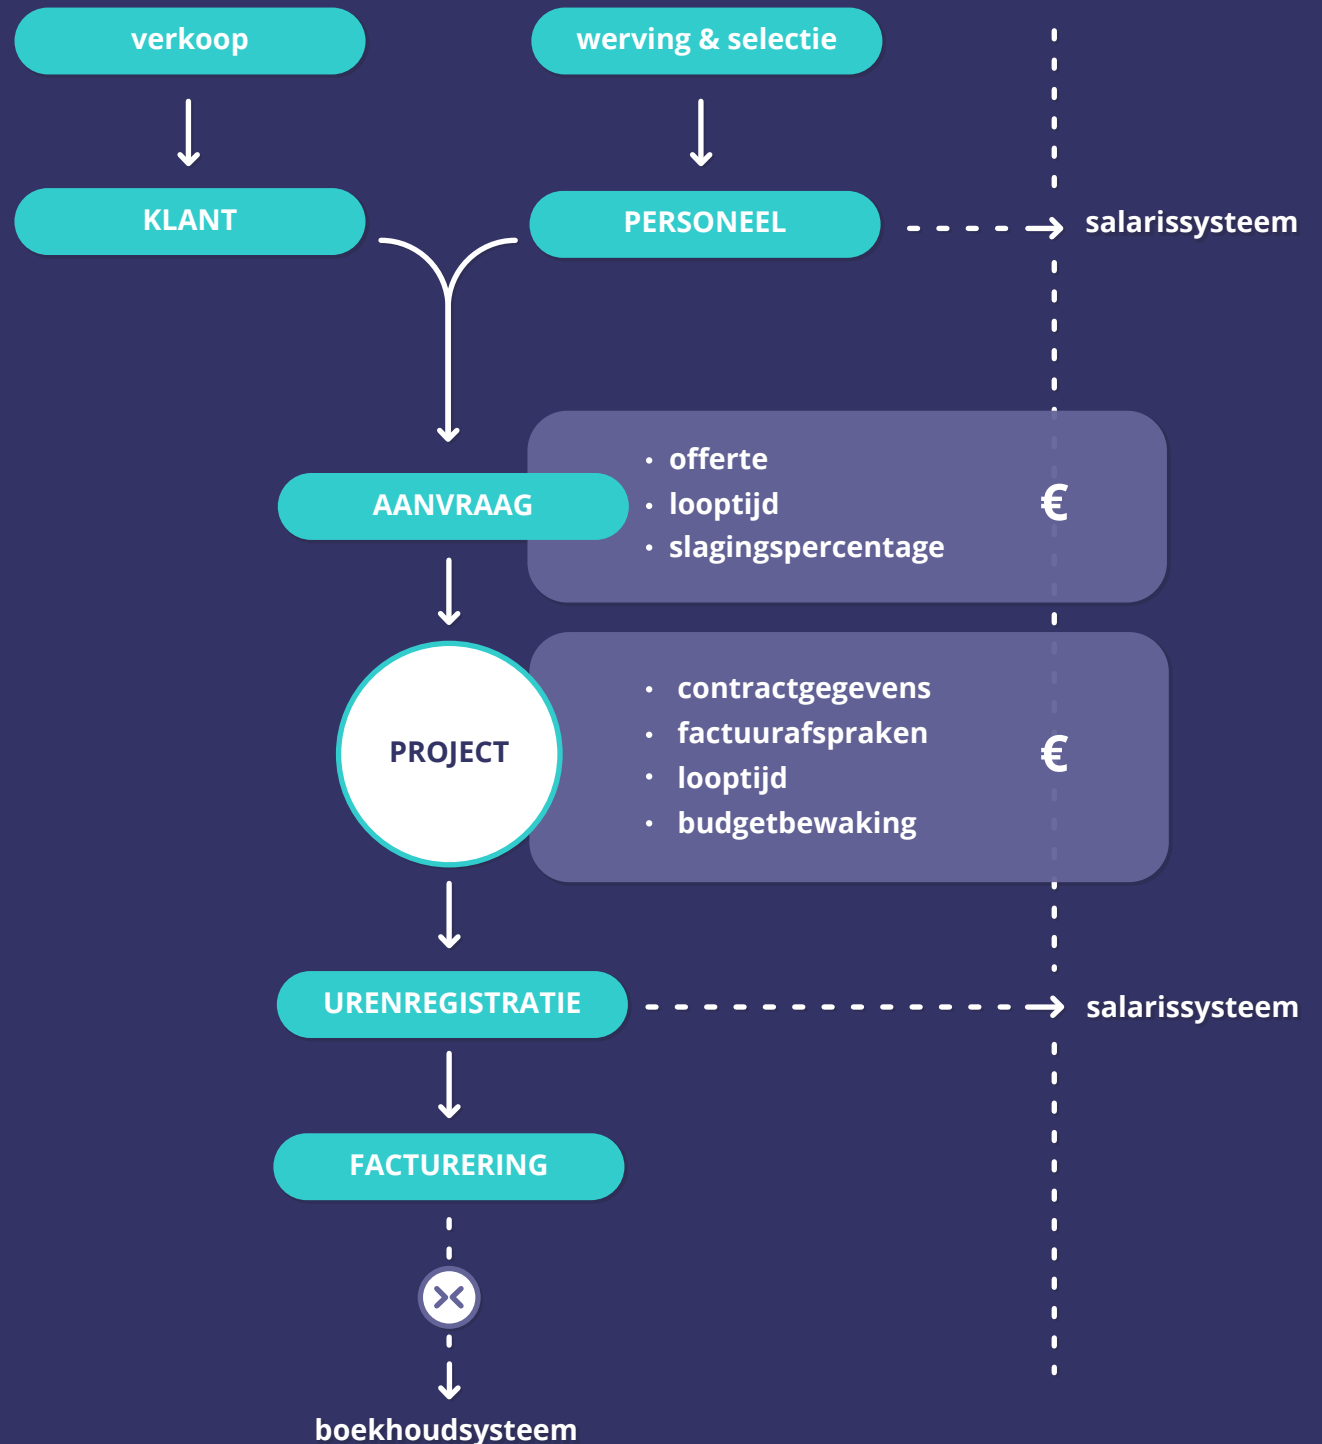 verkoop
werving & selectie
KLANT
PERSONEEL
salarissysteem
AANVRAAG
· offerte
· looptijd
· slagingspercentage
€
PROJECT
· contractgegevens
· factuurafspraken
· looptijd
· budgetbewaking
€
URENREGISTRATIE
salarissysteem
FACTURERING
boekhoudsysteem